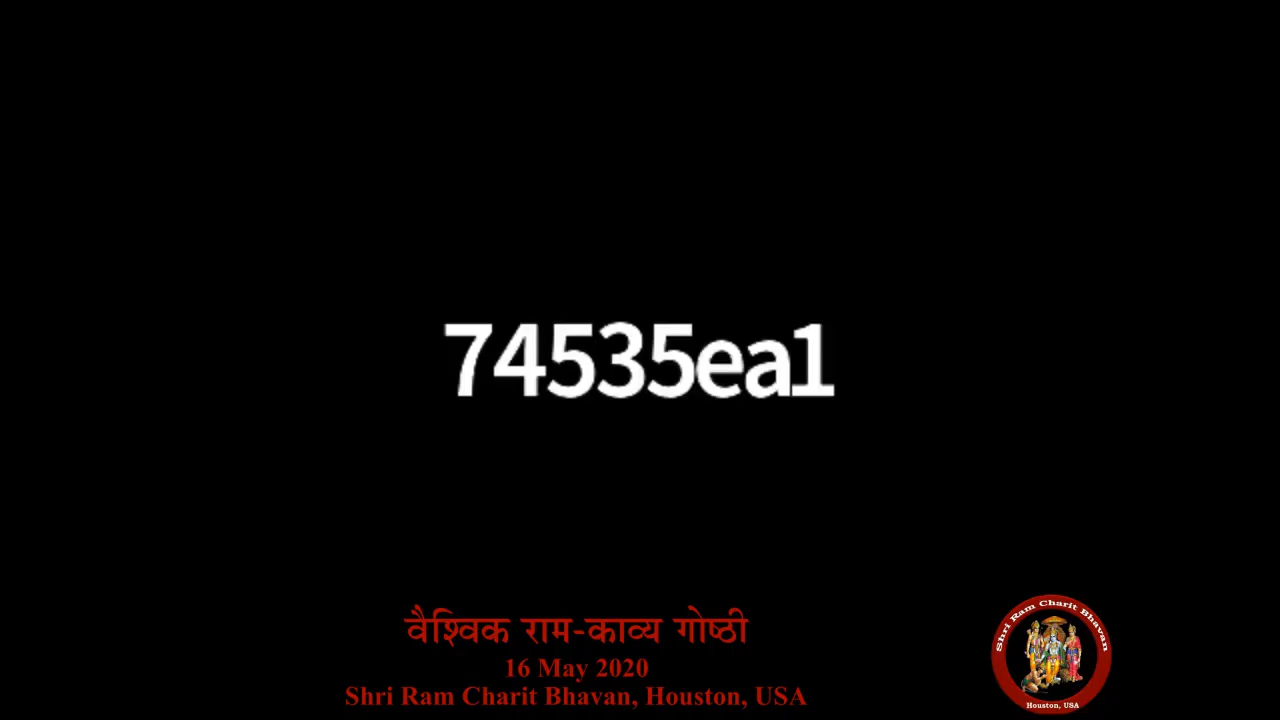 74535ea1
वैश्विक राम-काव्य गोष्ठी
16 May 2020
Shri Ram Charit Bhavan, Houston, USA
Shri Ram Charit Bhavan
Houston, USA